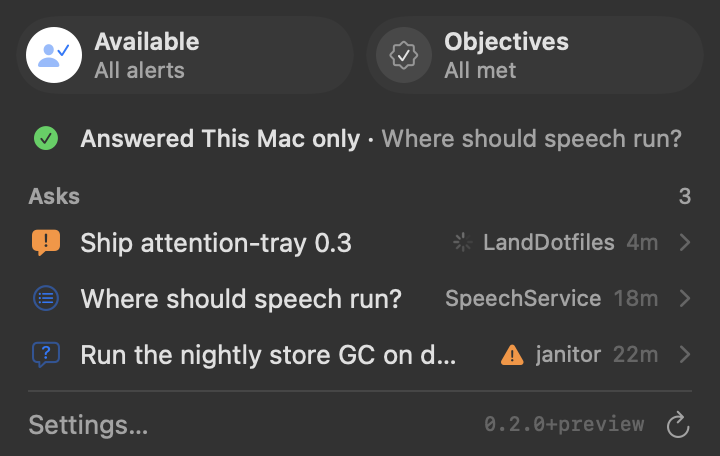 Available
All alerts
Objectives
All met
Answered This Mac only · Where should speech run?
Asks 3
Ship attention-tray 0.3 LandDotfiles 4m
Where should speech run? SpeechService 18m
Run the nightly store GC on d... janitor 22m
Settings... 0.2.0+preview